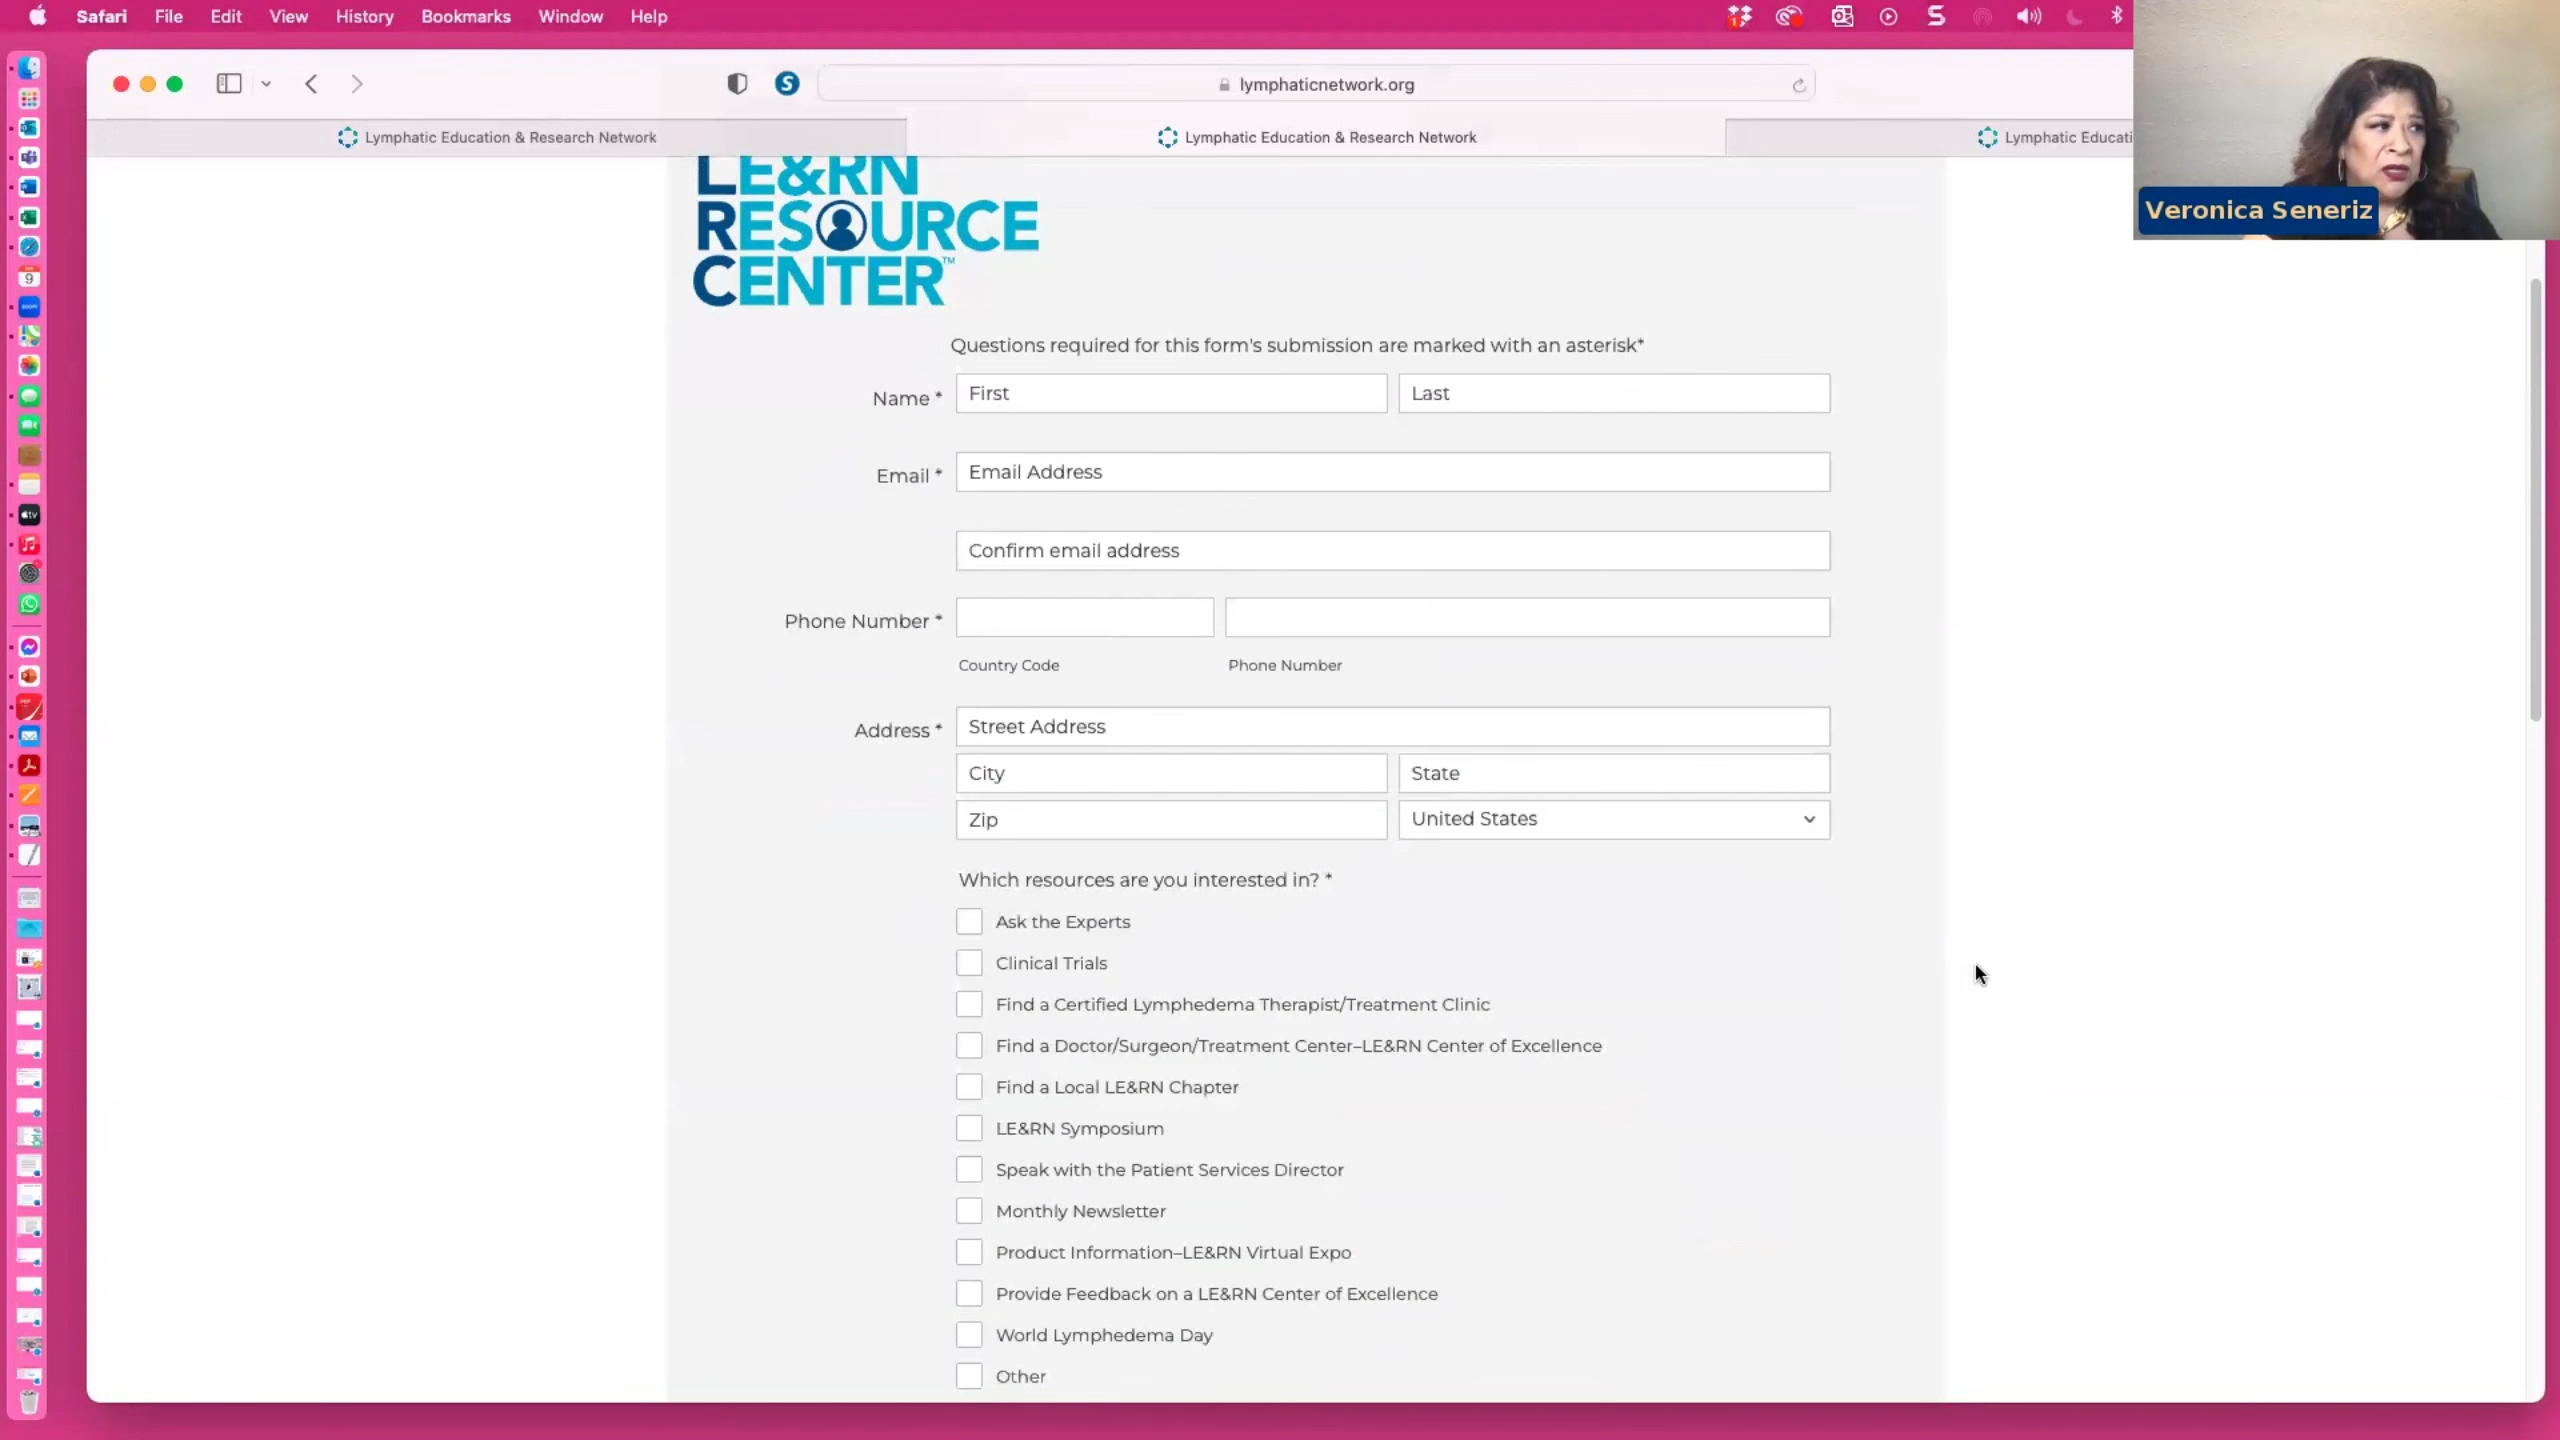 Safari File Edit View History Bookmarks Window Help
lymphaticnetwork.org
Lymphatic Education & Research Network
Lymphatic Education & Research Network
Lymphatic Educati
Veronica Seneriz
LE&RN
RESOURCE
CENTER™
Questions required for this form's submission are marked with an asterisk*
Name * First Last
Email * Email Address
Confirm email address
Phone Number *
Country Code Phone Number
Address * Street Address
City State
Zip United States
Which resources are you interested in? *
Ask the Experts
Clinical Trials
Find a Certified Lymphedema Therapist/Treatment Clinic
Find a Doctor/Surgeon/Treatment Center–LE&RN Center of Excellence
Find a Local LE&RN Chapter
LE&RN Symposium
Speak with the Patient Services Director
Monthly Newsletter
Product Information–LE&RN Virtual Expo
Provide Feedback on a LE&RN Center of Excellence
World Lymphedema Day
Other